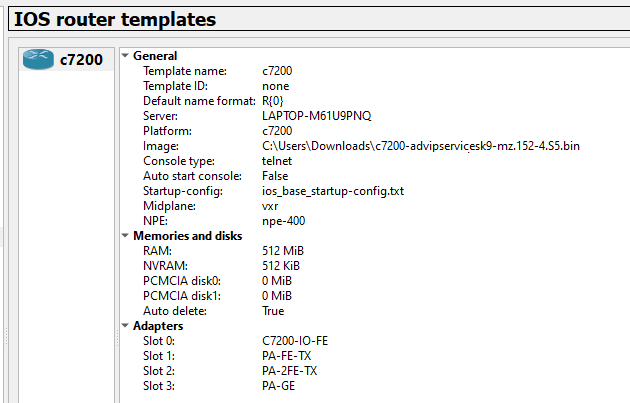 IOS router templates
c7200
General
Template name: c7200
Template ID: none
Default name format: R{0}
Server: LAPTOP-M61U9PNQ
Platform: c7200
Image: C:\Users\Downloads\c7200-advipservicesk9-mz.152-4.S5.bin
Console type: telnet
Auto start console: False
Startup-config: ios_base_startup-config.txt
Midplane: vxr
NPE: npe-400
Memories and disks
RAM: 512 MiB
NVRAM: 512 KiB
PCMCIA disk0: 0 MiB
PCMCIA disk1: 0 MiB
Auto delete: True
Adapters
Slot 0: C7200-IO-FE
Slot 1: PA-FE-TX
Slot 2: PA-2FE-TX
Slot 3: PA-GE